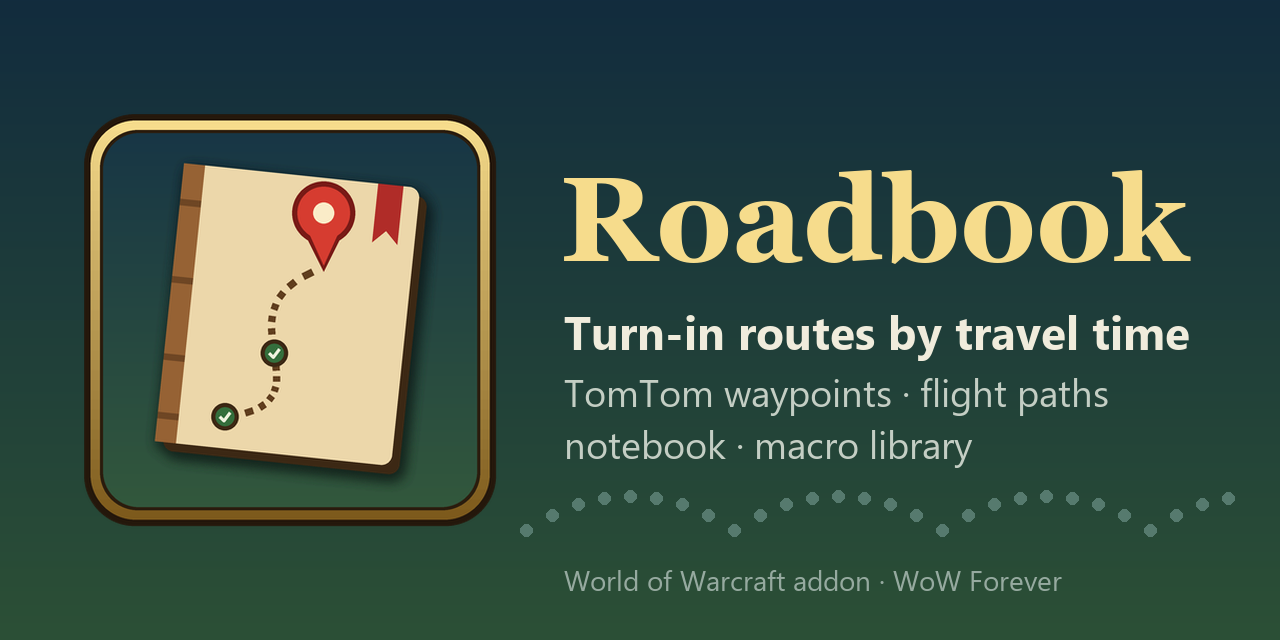 Roadbook
Turn-in routes by travel time
TomTom waypoints · flight paths
notebook · macro library
World of Warcraft addon · WoW Forever